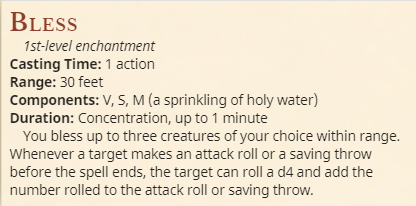 Bless
1st-level enchantment
Casting Time: 1 action
Range: 30 feet
Components: V, S, M (a sprinkling of holy water)
Duration: Concentration, up to 1 minute
You bless up to three creatures of your choice within range.
Whenever a target makes an attack roll or a saving throw
before the spell ends, the target can roll a d4 and add the
number rolled to the attack roll or saving throw.